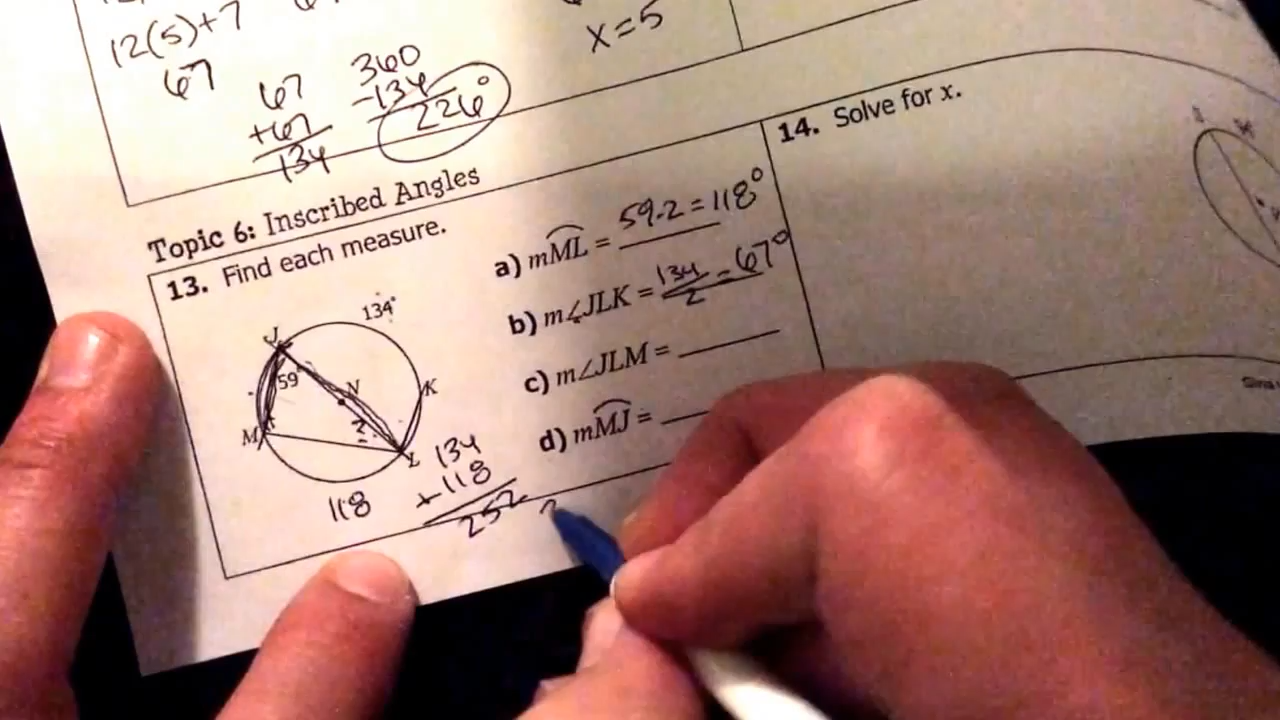 12(5)+7
67
67
+67
134
360
-134
226°
x=5
Topic 6: Inscribed Angles
13. Find each measure.
134°
J
59
N
K
M
?
L
118
134
+118
252
a) mML = 59·2=118°
b) m∠JLK = 134/2 = 67°
c) m∠JLM = ______
d) mMJ = ______
14. Solve for x.